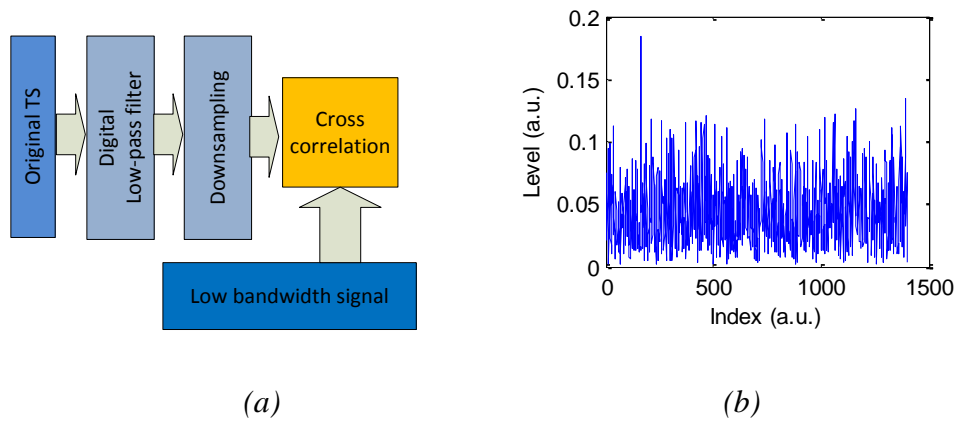 Original TS
Digital
Low-pass filter
Downsampling
Cross
correlation
Low bandwidth signal
(a)
0.2
0.15
0.1
0.05
0
Level (a.u.)
0
500
1000
1500
Index (a.u.)
(b)